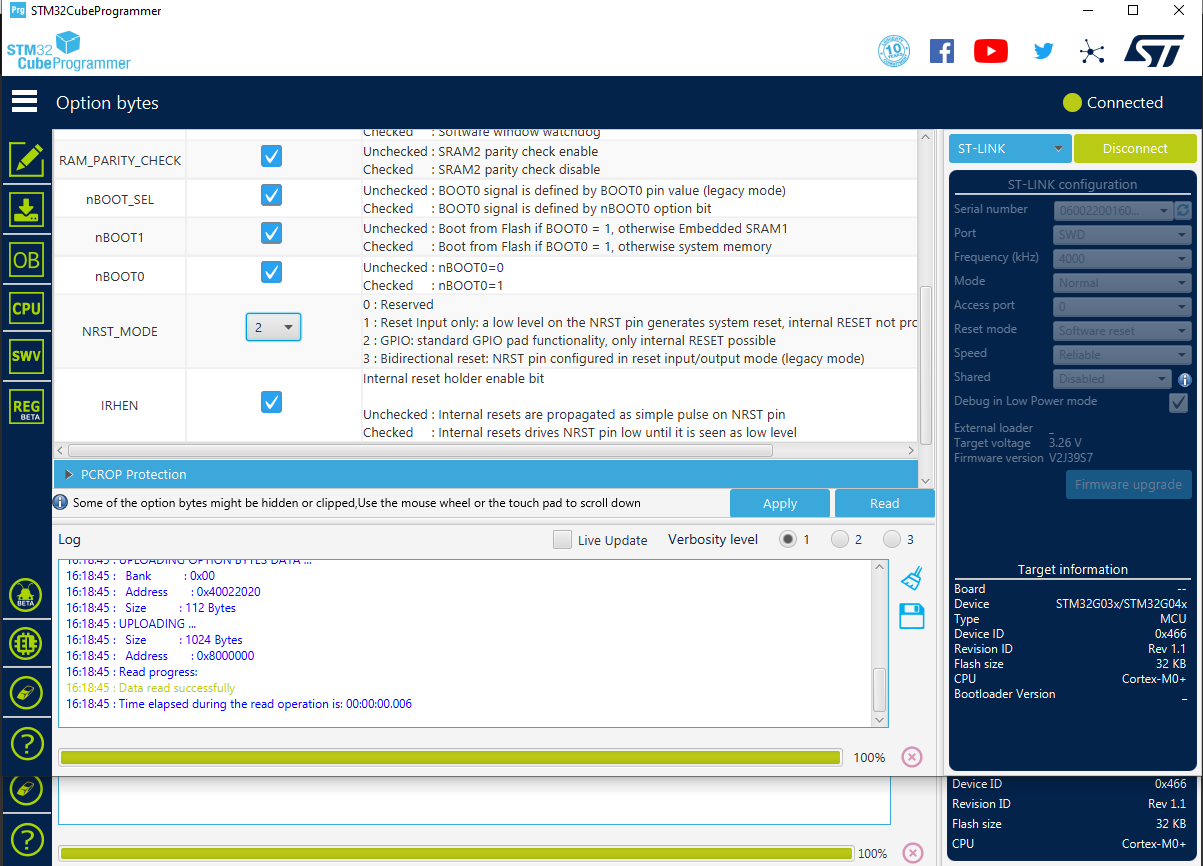 Prg STM32CubeProgrammer
STM32
CubeProgrammer
10
Option bytes
Connected
Checked : Software window watchdog
RAM_PARITY_CHECK
Unchecked : SRAM2 parity check enable
Checked : SRAM2 parity check disable
nBOOT_SEL
Unchecked : BOOT0 signal is defined by BOOT0 pin value (legacy mode)
Checked : BOOT0 signal is defined by nBOOT0 option bit
nBOOT1
Unchecked : Boot from Flash if BOOT0 = 1, otherwise Embedded SRAM1
Checked : Boot from Flash if BOOT0 = 1, otherwise system memory
nBOOT0
Unchecked : nBOOT0=0
Checked : nBOOT0=1
NRST_MODE
2
0 : Reserved
1 : Reset Input only: a low level on the NRST pin generates system reset, internal RESET not pro
2 : GPIO: standard GPIO pad functionality, only internal RESET possible
3 : Bidirectional reset: NRST pin configured in reset input/output mode (legacy mode)
IRHEN
Internal reset holder enable bit
Unchecked : Internal resets are propagated as simple pulse on NRST pin
Checked : Internal resets drives NRST pin low until it is seen as low level
PCROP Protection
Some of the option bytes might be hidden or clipped,Use the mouse wheel or the touch pad to scroll down
Apply
Read
Log
Live Update
Verbosity level
1
2
3
16:18:45 : UPLOADING OPTION BYTES DATA ...
16:18:45 : Bank : 0x00
16:18:45 : Address : 0x40022020
16:18:45 : Size : 112 Bytes
16:18:45 : UPLOADING ...
16:18:45 : Size : 1024 Bytes
16:18:45 : Address : 0x8000000
16:18:45 : Read progress:
16:18:45 : Data read successfully
16:18:45 : Time elapsed during the read operation is: 00:00:00.006
100%
100%
OB
CPU
SWV
REG
BETA
BETA
EL
?
?
ST
ST-LINK
Disconnect
ST-LINK configuration
Serial number 06002200160...
Port SWD
Frequency (kHz) 4000
Mode Normal
Access port 0
Reset mode Software reset
Speed Reliable
Shared Disabled
Debug in Low Power mode
External loader _
Target voltage 3.26 V
Firmware version V2J39S7
Firmware upgrade
Target information
Board --
Device STM32G03x/STM32G04x
Type MCU
Device ID 0x466
Revision ID Rev 1.1
Flash size 32 KB
CPU Cortex-M0+
Bootloader Version _
Device ID 0x466
Revision ID Rev 1.1
Flash size 32 KB
CPU Cortex-M0+